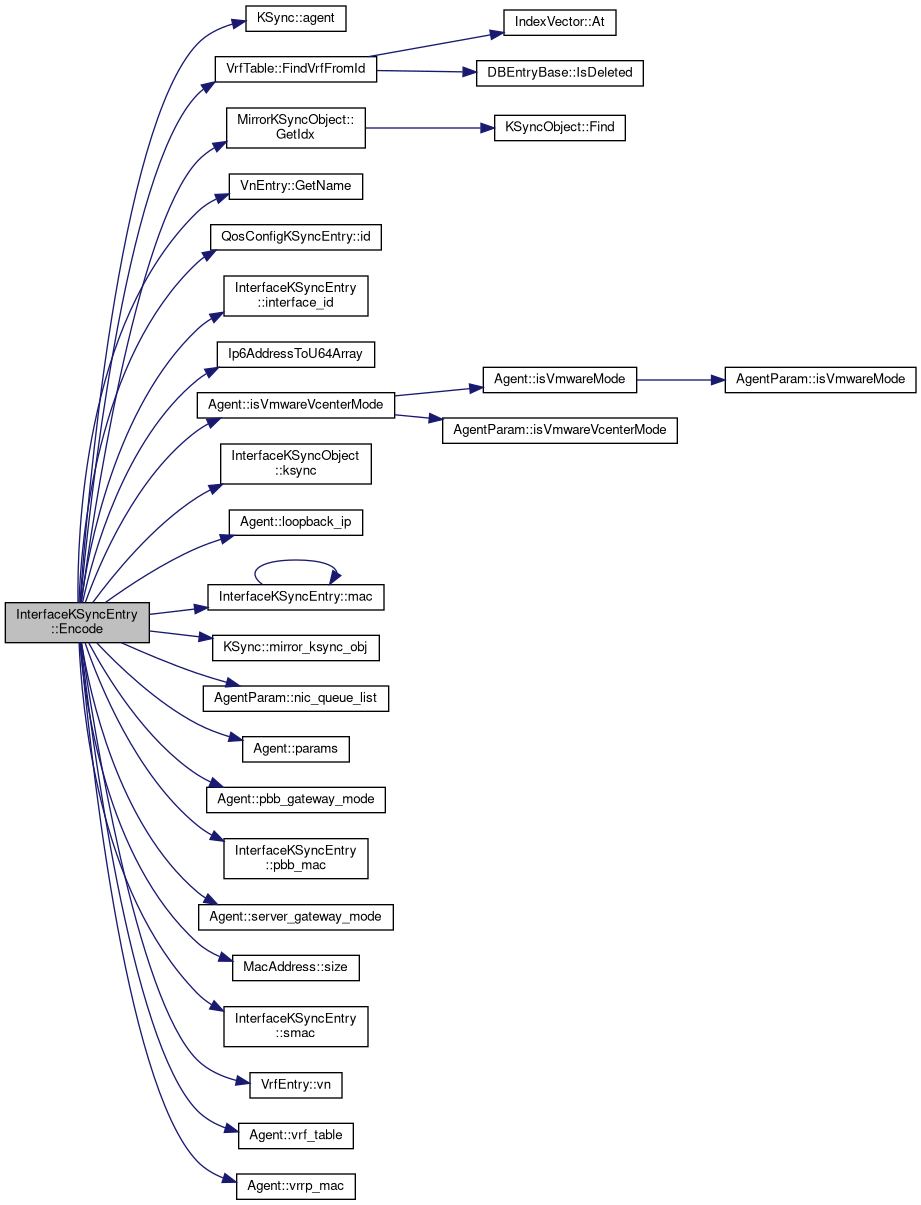 KSync::agent
IndexVector::At
VrfTable::FindVrfFromId
DBEntryBase::IsDeleted
MirrorKSyncObject::
GetIdx
KSyncObject::Find
VnEntry::GetName
QosConfigKSyncEntry::id
InterfaceKSyncEntry
::interface_id
Ip6AddressToU64Array
Agent::isVmwareVcenterMode
Agent::isVmwareMode
AgentParam::isVmwareMode
AgentParam::isVmwareVcenterMode
InterfaceKSyncObject
::ksync
Agent::loopback_ip
InterfaceKSyncEntry::mac
InterfaceKSyncEntry
::Encode
KSync::mirror_ksync_obj
AgentParam::nic_queue_list
Agent::params
Agent::pbb_gateway_mode
InterfaceKSyncEntry
::pbb_mac
Agent::server_gateway_mode
MacAddress::size
InterfaceKSyncEntry
::smac
VrfEntry::vn
Agent::vrf_table
Agent::vrrp_mac